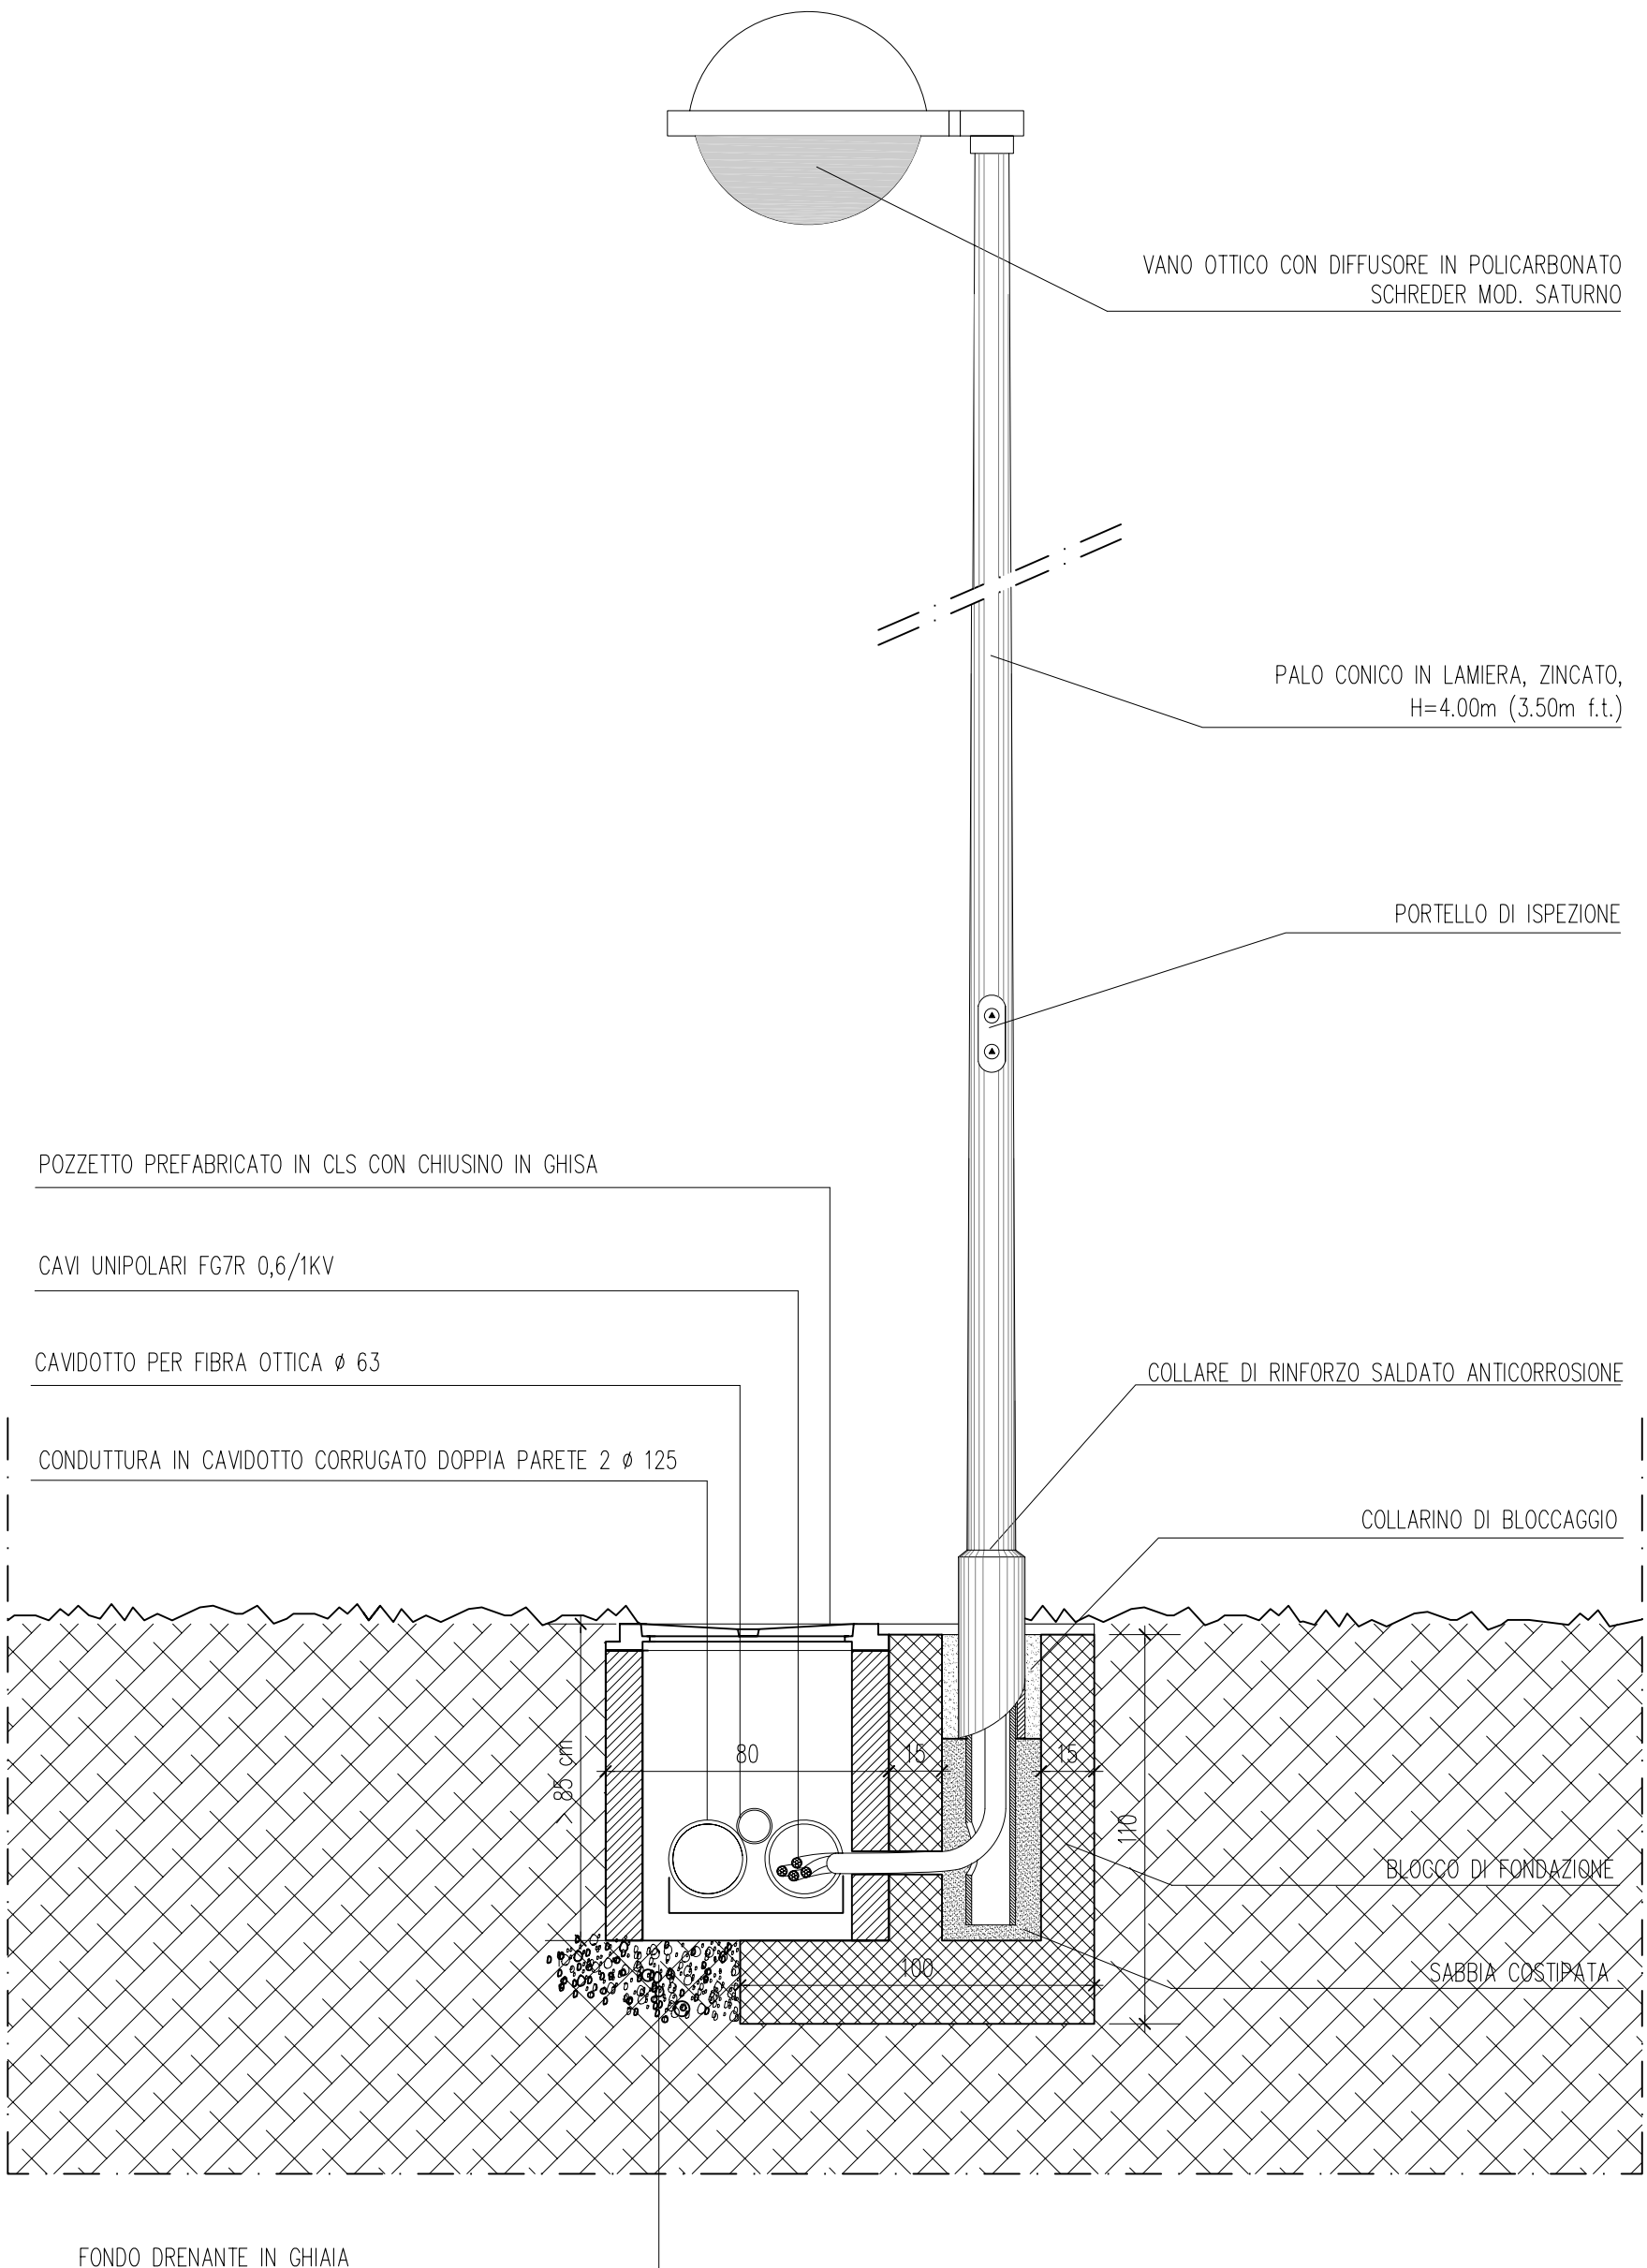 VANO OTTICO CON DIFFUSORE IN POLICARBONATO
SCHREDER MOD. SATURNO
PALO CONICO IN LAMIERA, ZINCATO,
H=4.00m (3.50m f.t.)
PORTELLO DI ISPEZIONE
POZZETTO PREFABRICATO IN CLS CON CHIUSINO IN GHISA
CAVI UNIPOLARI FG7R 0,6/1KV
CAVIDOTTO PER FIBRA OTTICA ø 63
COLLARE DI RINFORZO SALDATO ANTICORROSIONE
CONDUTTURA IN CAVIDOTTO CORRUGATO DOPPIA PARETE 2 ø 125
COLLARINO DI BLOCCAGGIO
80
15
15
~85 cm
110
BLOCCO DI FONDAZIONE
100
SABBIA COSTIPATA
FONDO DRENANTE IN GHIAIA